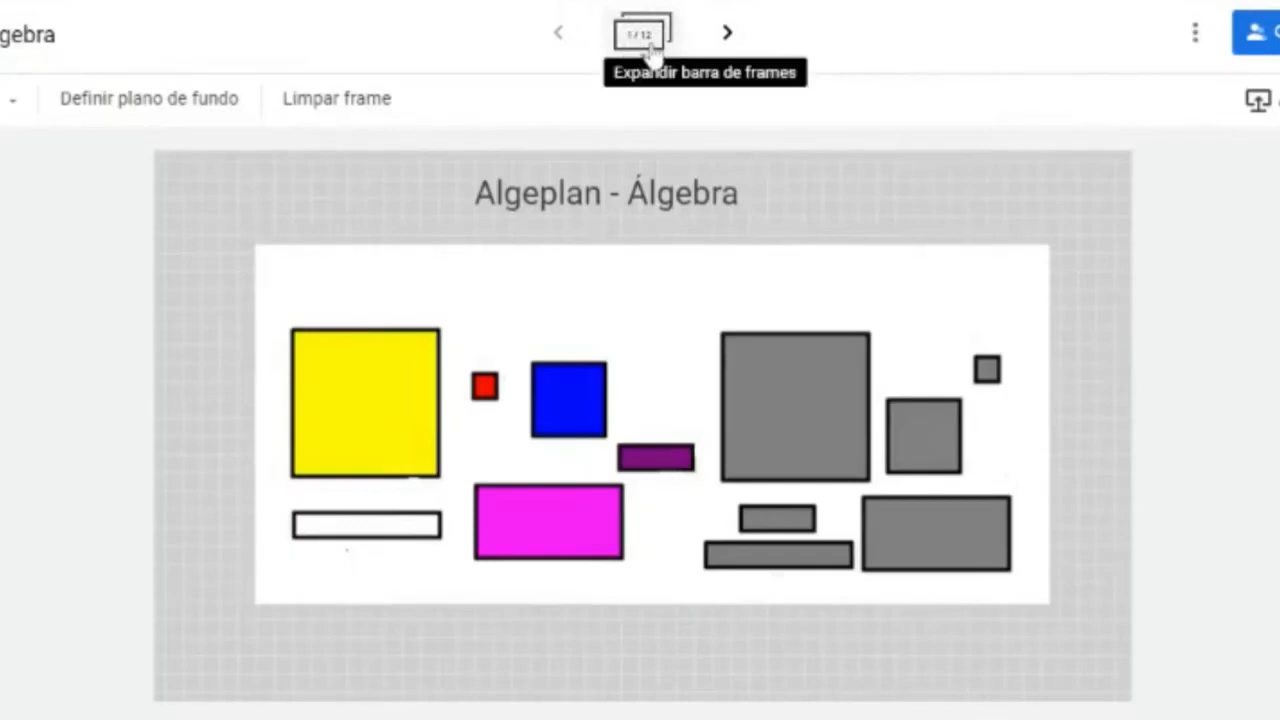 gebra
1 / 12
Expandir barra de frames
Definir plano de fundo
Limpar frame
Algeplan - Álgebra